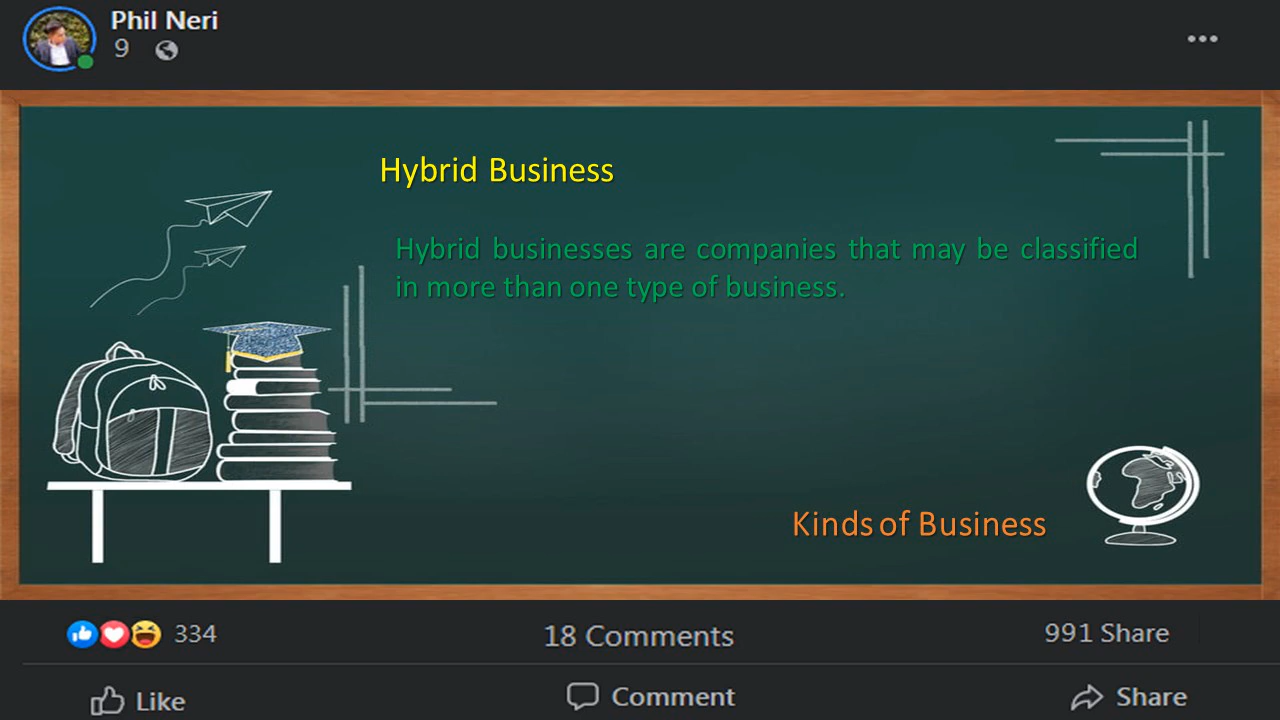 Phil Neri
9
Hybrid Business
Hybrid businesses are companies that may be classified
in more than one type of business.
Kinds of Business
334
18 Comments
991 Share
Like
Comment
Share